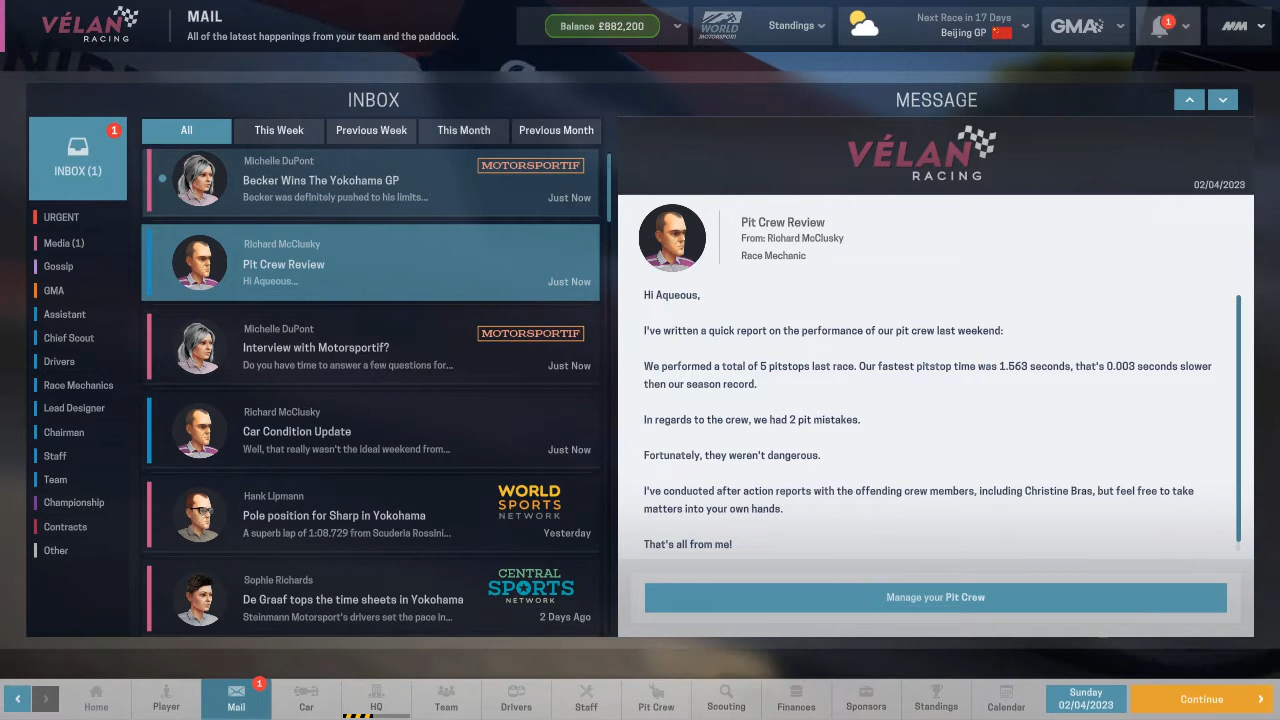 VÉLAN
RACING
MAIL
All of the latest happenings from your team and the paddock.
Balance £882,200
WORLD
MOTORSPORT
Standings
Next Race in 17 Days
Beijing GP
GMA
1
INBOX
MESSAGE
1
INBOX (1)
URGENT
Media (1)
Gossip
GMA
Assistant
Chief Scout
Drivers
Race Mechanics
Lead Designer
Chairman
Staff
Team
Championship
Contracts
Other
All
This Week
Previous Week
This Month
Previous Month
Michelle DuPont
MOTORSPORTIF
Becker Wins The Yokohama GP
Becker was definitely pushed to his limits...
Just Now
Richard McClusky
Pit Crew Review
Hi Aqueous...
Just Now
Michelle DuPont
MOTORSPORTIF
Interview with Motorsportif?
Do you have time to answer a few questions for...
Just Now
Richard McClusky
Car Condition Update
Well, that really wasn't the ideal weekend from...
Just Now
Hank LIpmann
WORLD
SPORTS
NETWORK
Pole position for Sharp in Yokohama
A superb lap of 1:08.729 from Scuderia Rossini...
Yesterday
Sophie Richards
CENTRAL
SPORTS
NETWORK
De Graaf tops the time sheets in Yokohama
Steinmann Motorsport's drivers set the pace in...
2 Days Ago
VÉLAN
RACING
02/04/2023
Pit Crew Review
From: Richard McClusky
Race Mechanic
Hi Aqueous,
I've written a quick report on the performance of our pit crew last weekend:
We performed a total of 5 pitstops last race. Our fastest pitstop time was 1.563 seconds, that's 0.003 seconds slower
then our season record.
In regards to the crew, we had 2 pit mistakes.
Fortunately, they weren't dangerous.
I've conducted after action reports with the offending crew members, including Christine Bras, but feel free to take
matters into your own hands.
That's all from me!
Manage your Pit Crew
Home
Player
Mail
1
Car
HQ
Team
Drivers
Staff
Pit Crew
Scouting
Finances
Sponsors
Standings
Calendar
Sunday
02/04/2023
Continue